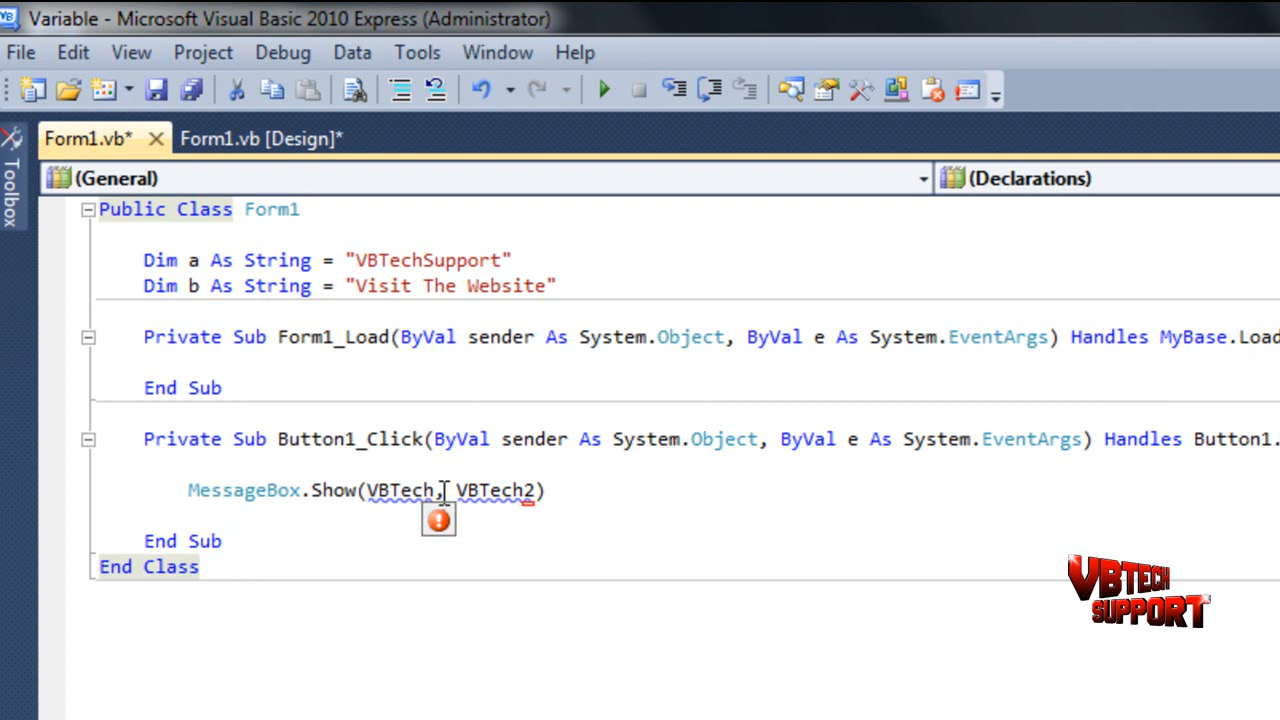 Variable - Microsoft Visual Basic 2010 Express (Administrator)
File Edit View Project Debug Data Tools Window Help
Form1.vb* Form1.vb [Design]*
Toolbox
(General) (Declarations)
Public Class Form1
Dim a As String = "VBTechSupport"
Dim b As String = "Visit The Website"
Private Sub Form1_Load(ByVal sender As System.Object, ByVal e As System.EventArgs) Handles MyBase.Load
End Sub
Private Sub Button1_Click(ByVal sender As System.Object, ByVal e As System.EventArgs) Handles Button1.
MessageBox.Show(VBTech, VBTech2)
End Sub
End Class
VBTECH
SUPPORT